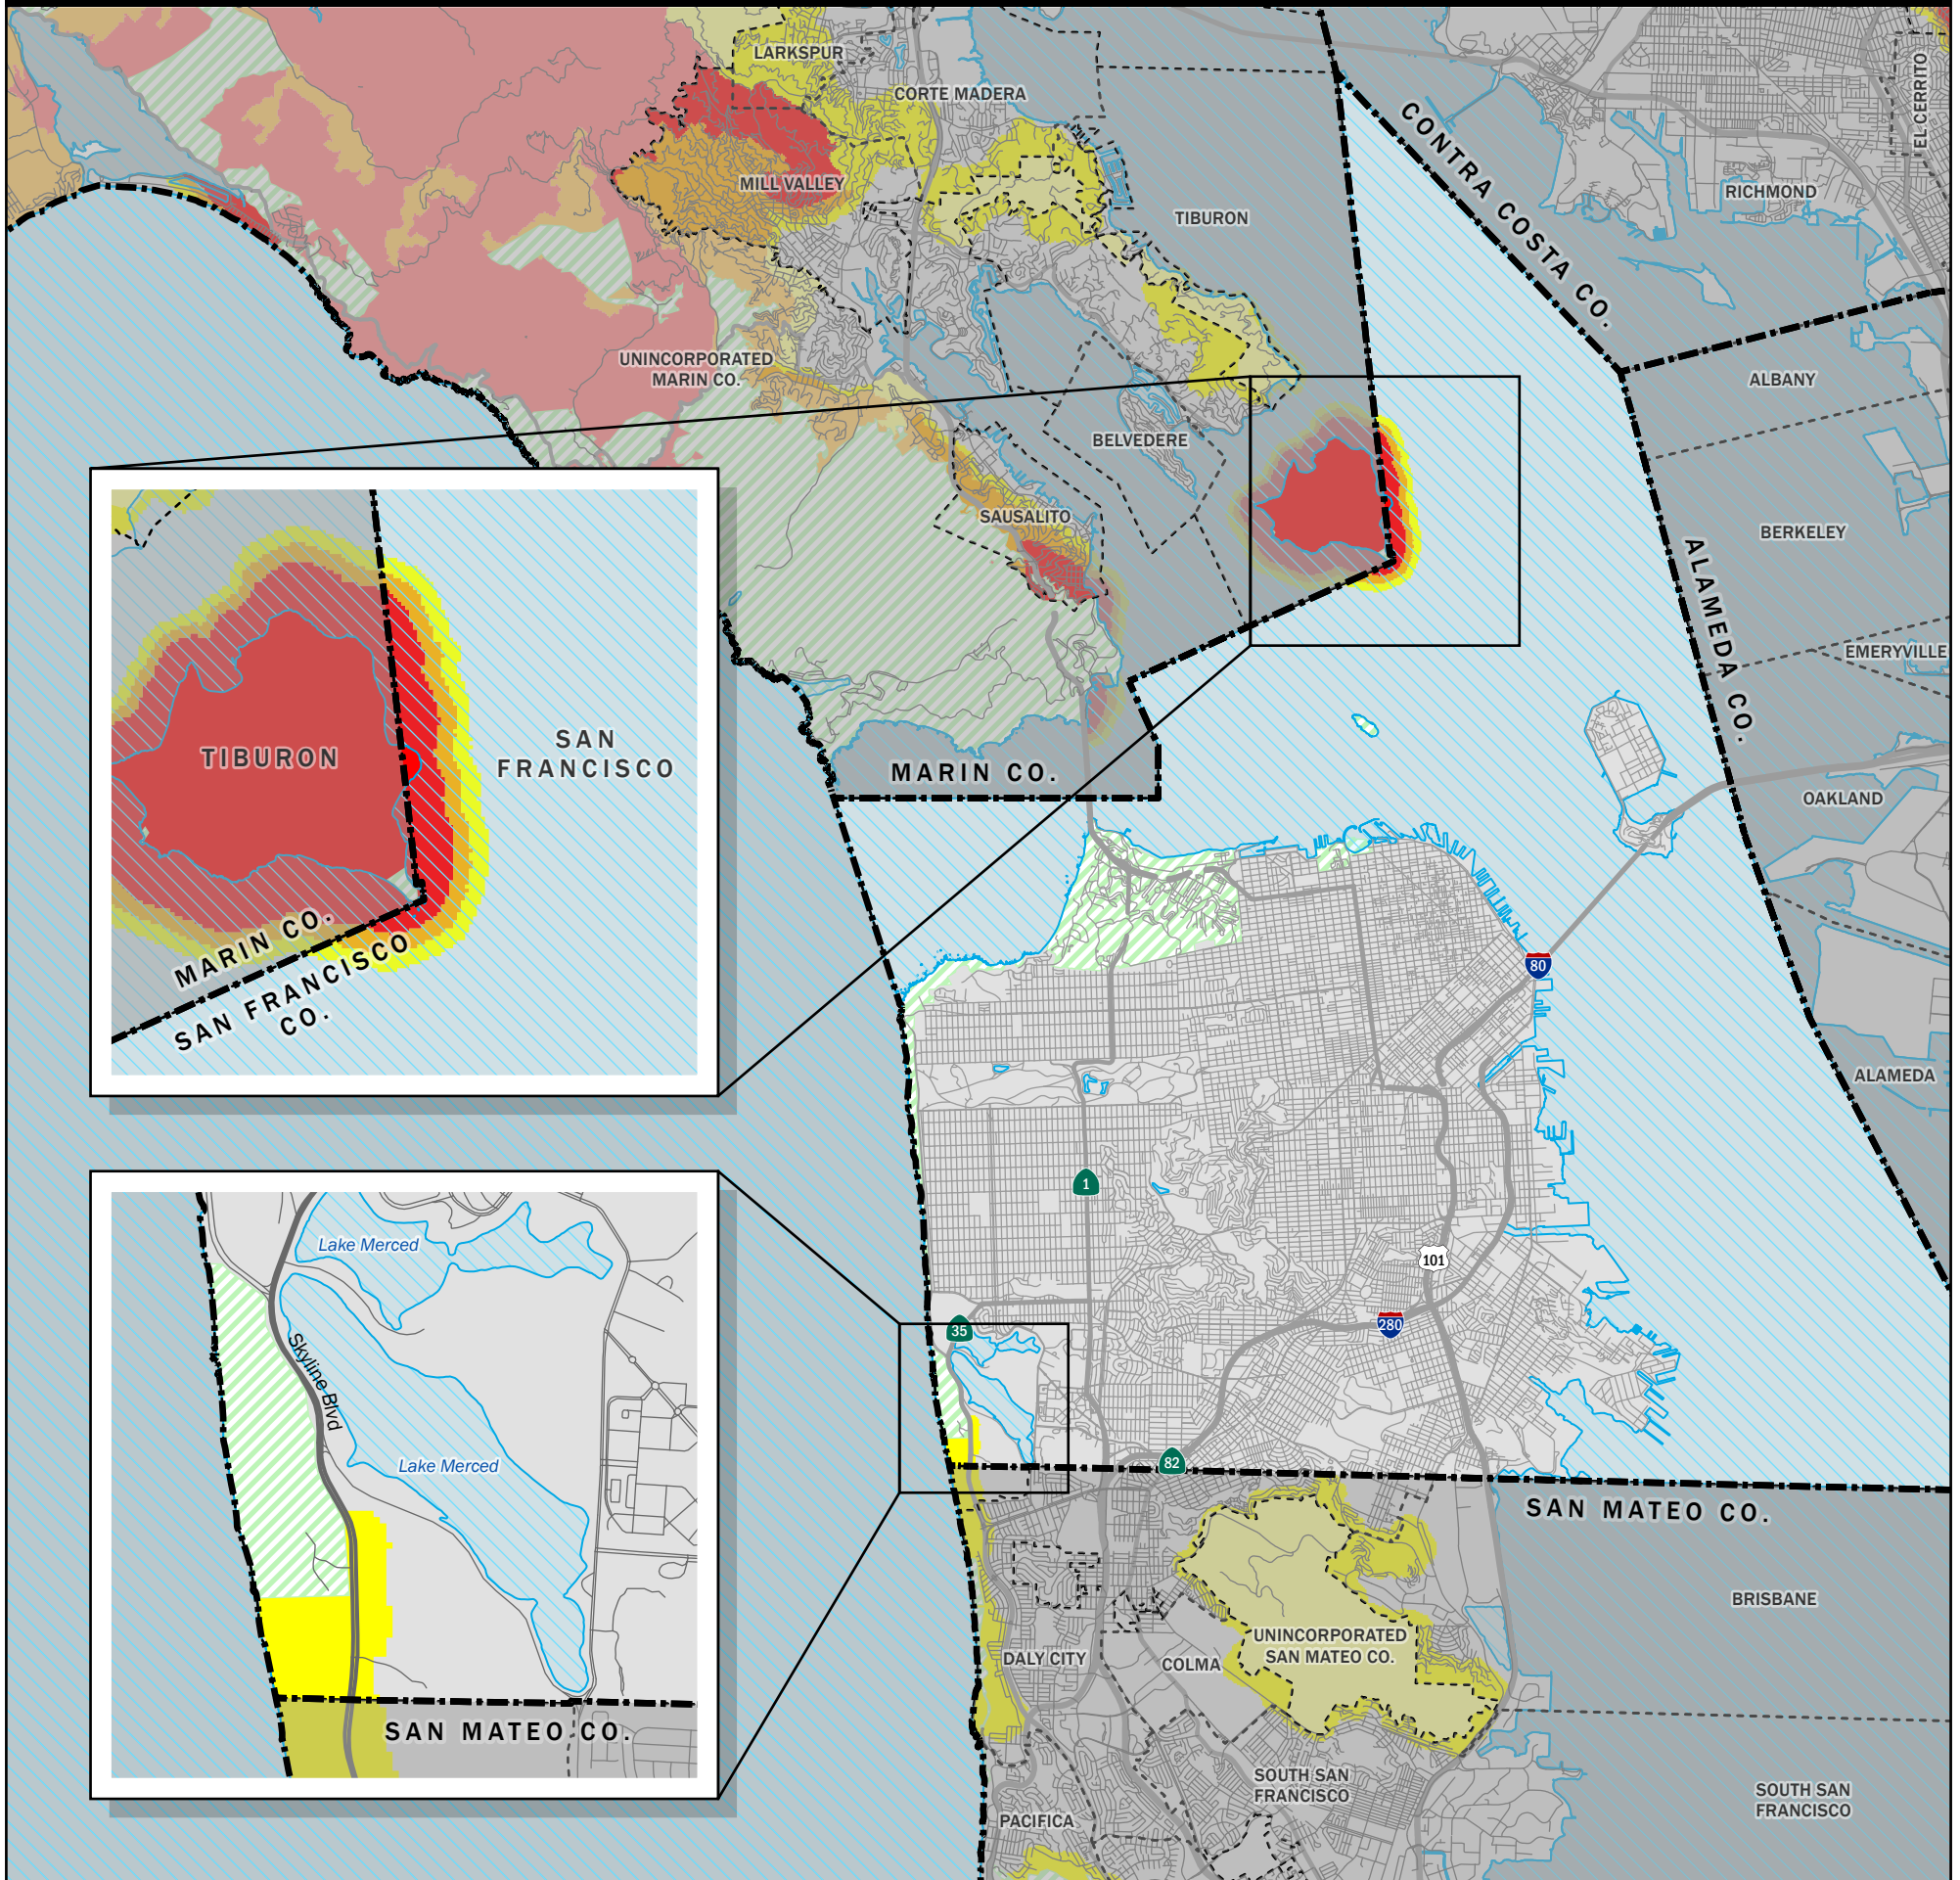 LARKSPUR
CORTE MADERA
EL CERRITO
CONTRA COSTA CO.
RICHMOND
MILL VALLEY
TIBURON
UNINCORPORATED
MARIN CO.
ALBANY
BELVEDERE
SAUSALITO
BERKELEY
ALAMEDA CO.
EMERYVILLE
TIBURON
SAN
FRANCISCO
MARIN CO.
SAN FRANCISCO
CO.
MARIN CO.
OAKLAND
80
ALAMEDA
1
101
280
35
82
Lake Merced
Skyline Blvd
Lake Merced
SAN MATEO CO.
SAN MATEO CO.
BRISBANE
UNINCORPORATED
SAN MATEO CO.
DALY CITY
COLMA
SOUTH SAN
FRANCISCO
SOUTH SAN
FRANCISCO
PACIFICA